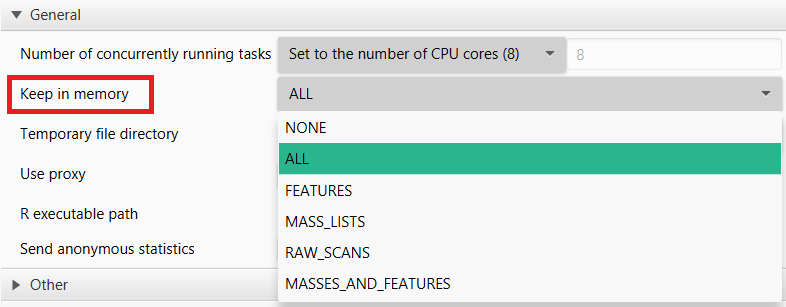 General
Number of concurrently running tasks Set to the number of CPU cores (8) 8
Keep in memory ALL
NONE
Temporary file directory
ALL
Use proxy
FEATURES
R executable path
MASS_LISTS
Send anonymous statistics
RAW_SCANS
Other
MASSES_AND_FEATURES